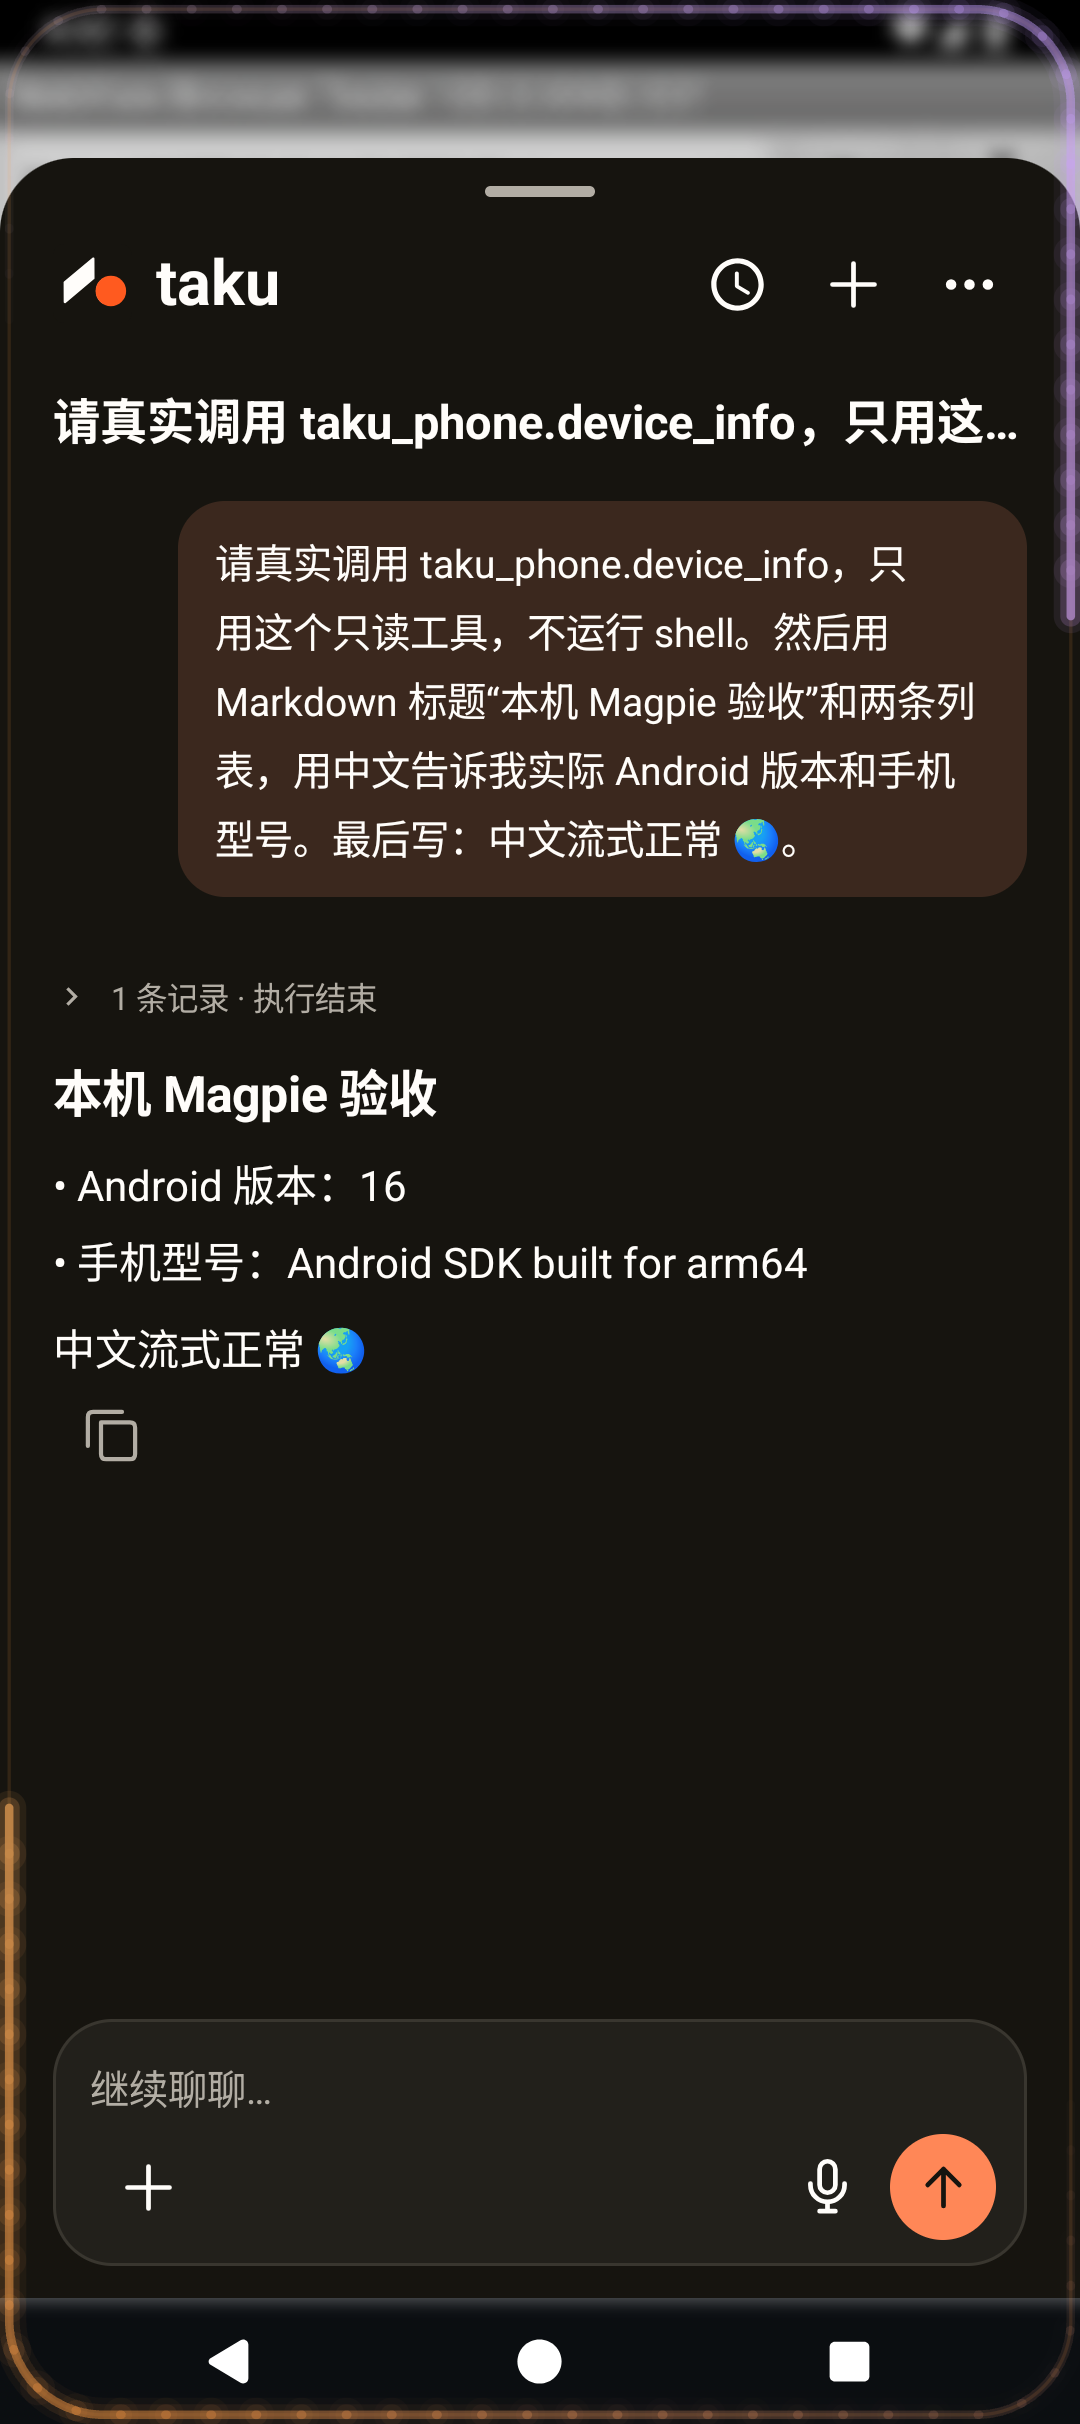 taku
请真实调用 taku_phone.device_info，只用这…
请真实调用 taku_phone.device_info，只
用这个只读工具，不运行 shell。然后用
Markdown 标题“本机 Magpie 验收”和两条列
表，用中文告诉我实际 Android 版本和手机
型号。最后写：中文流式正常 🌏。
1 条记录 · 执行结束
本机 Magpie 验收
• Android 版本：16
• 手机型号：Android SDK built for arm64
中文流式正常 🌏
继续聊聊…